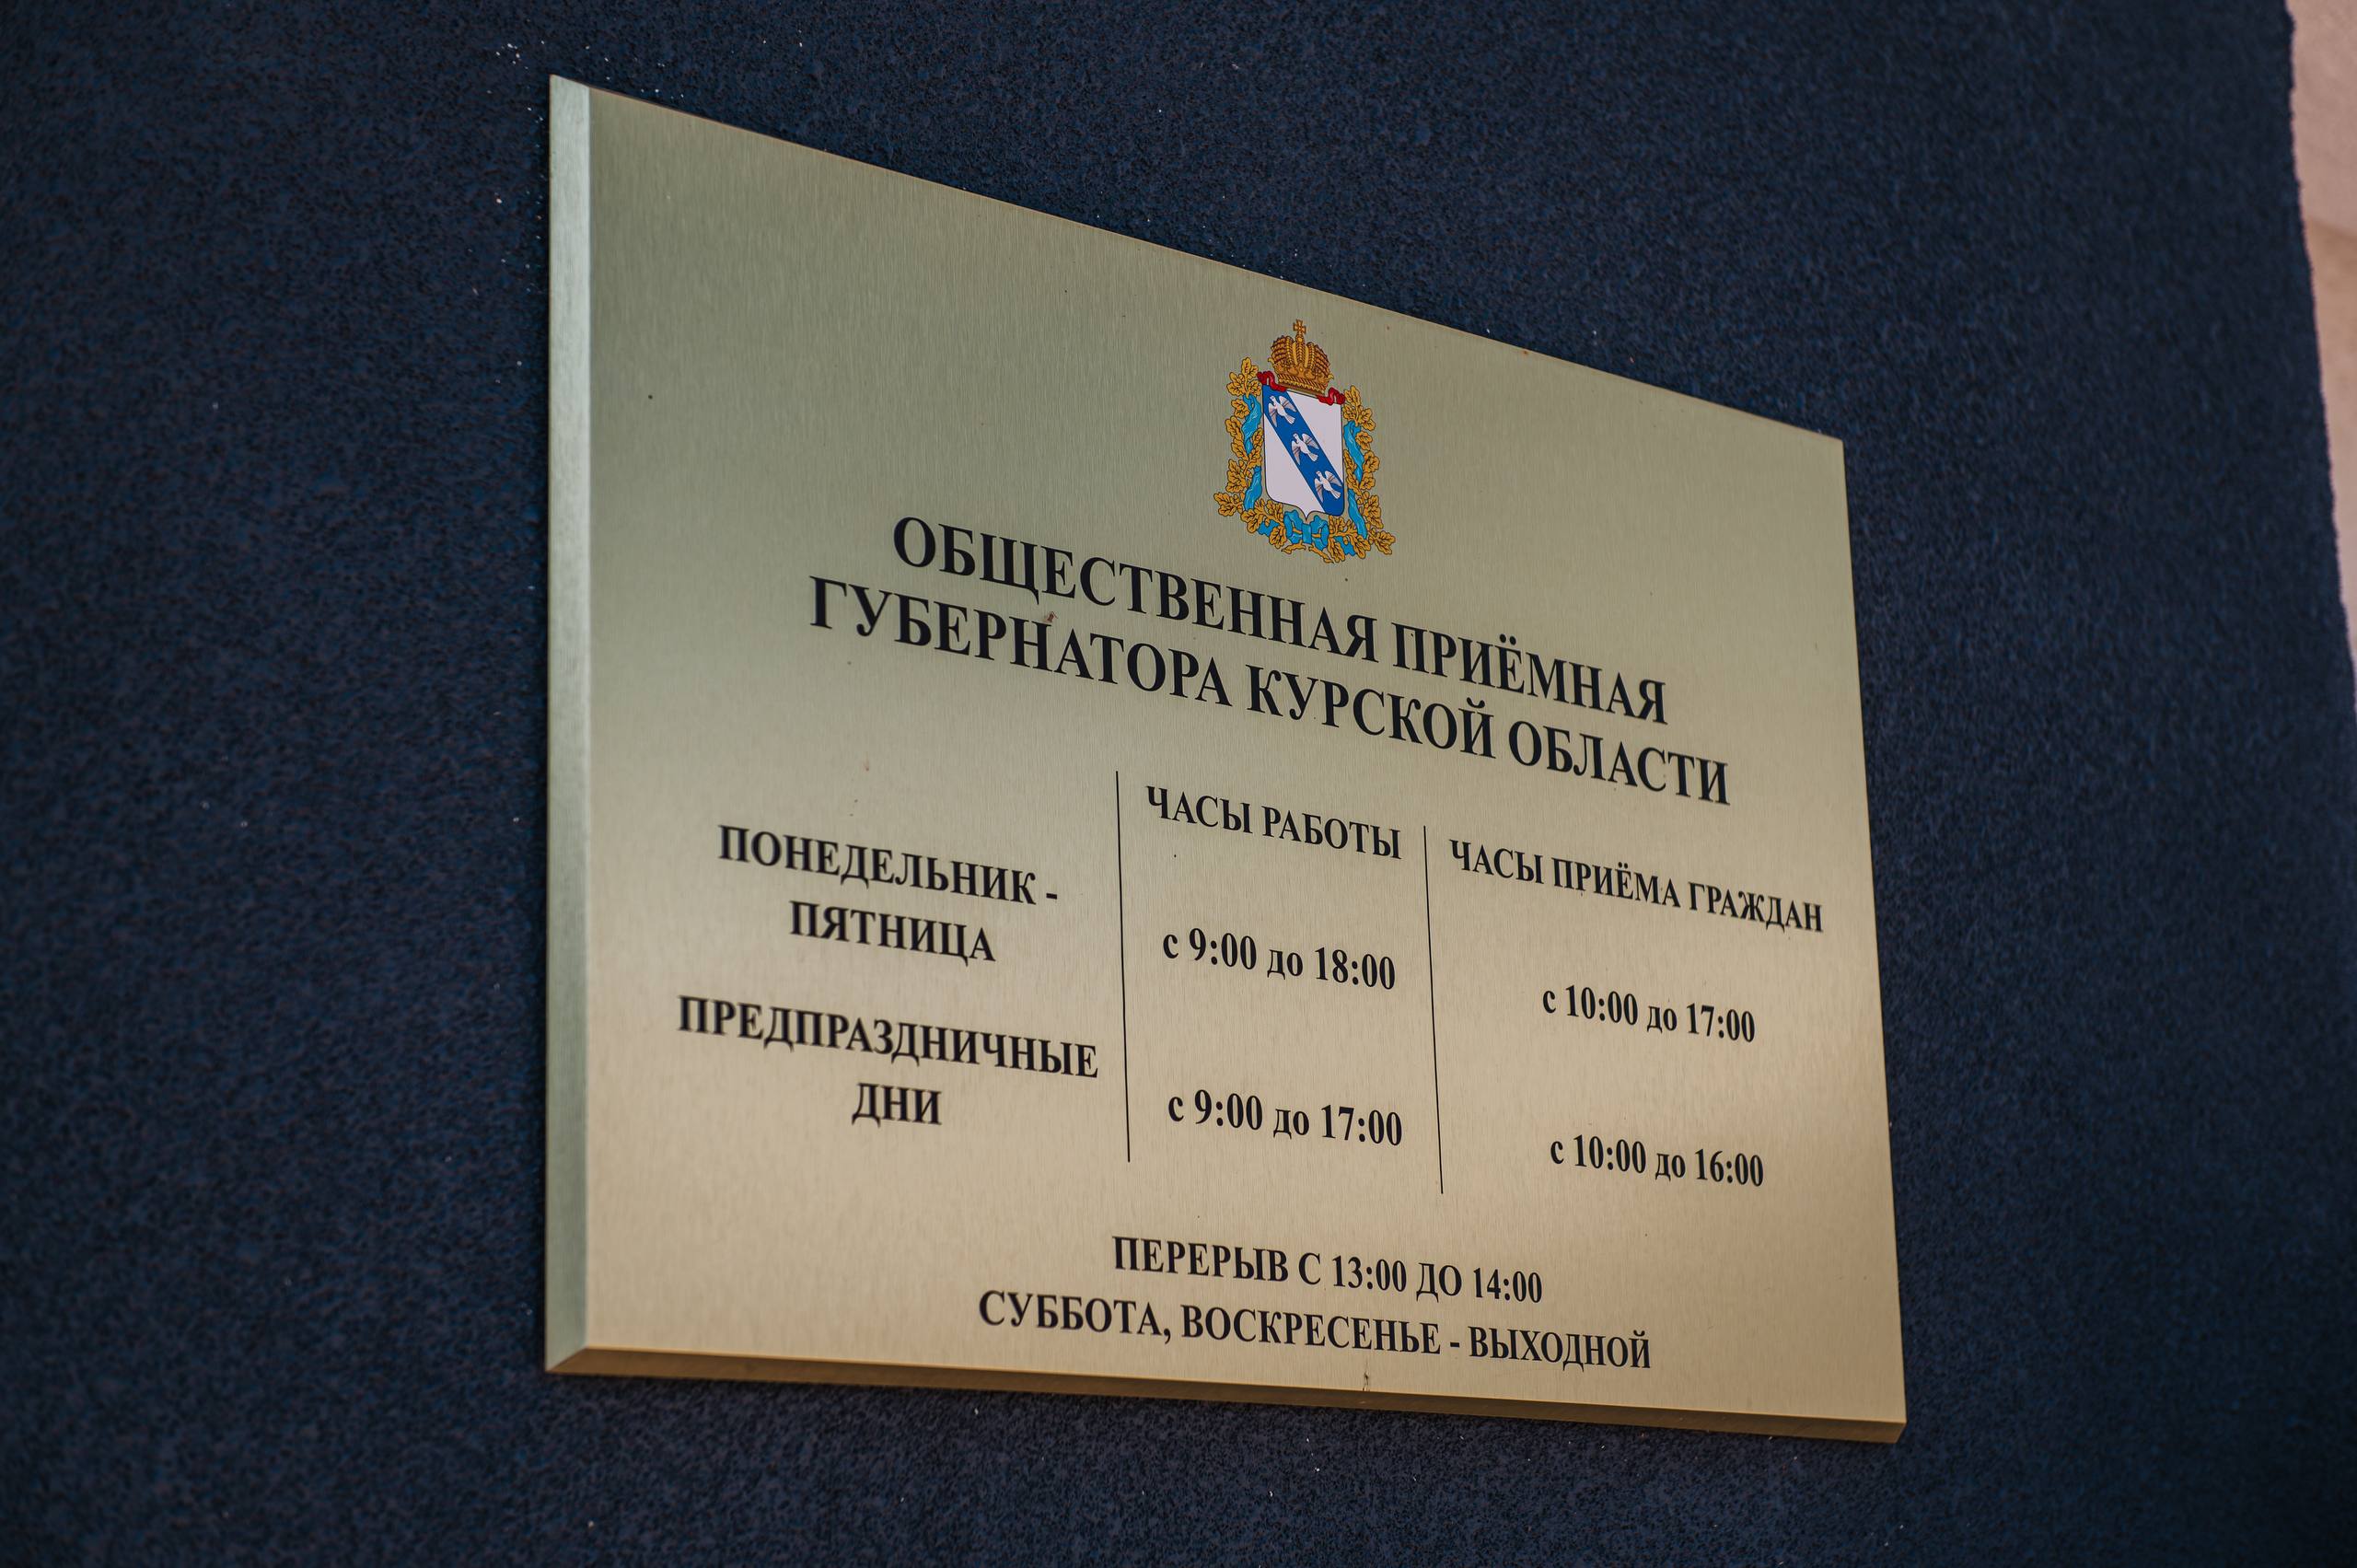 ОБЩЕСТВЕННАЯ ПРИЁМНАЯ
ГУБЕРНАТОРА КУРСКОЙ ОБЛАСТИ
ЧАСЫ РАБОТЫ
ЧАСЫ ПРИЁМА ГРАЖДАН
ПОНЕДЕЛЬНИК -
ПЯТНИЦА
с 9:00 до 18:00
с 10:00 до 17:00
ПРЕДПРАЗДНИЧНЫЕ
ДНИ
с 9:00 до 17:00
с 10:00 до 16:00
ПЕРЕРЫВ С 13:00 ДО 14:00
СУББОТА, ВОСКРЕСЕНЬЕ - ВЫХОДНОЙ